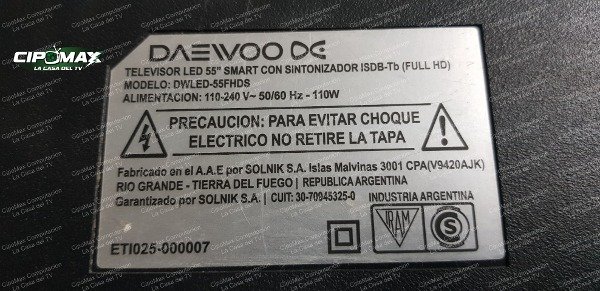 CIPOMAX
LA CASA DEL TV
DAEWOO DE
TELEVISOR LED 55" SMART CON SINTONIZADOR ISDB-Tb (FULL HD)
MODELO: DWLED-55FHDS
ALIMENTACION: 110-240 V~ 50/60 Hz - 110W
PRECAUCION: PARA EVITAR CHOQUE
ELECTRICO NO RETIRE LA TAPA
Fabricado en el A.A.E por SOLNIK S.A. Islas Malvinas 3001 CPA(V9420AJK)
RIO GRANDE - TIERRA DEL FUEGO | REPUBLICA ARGENTINA
Garantizado por SOLNIK S.A. | CUIT: 30-70945325-0
INDUSTRIA ARGENTINA
IRAM
S
ETI025-000007